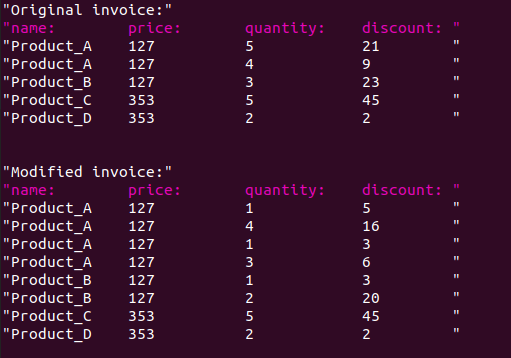 "Original invoice:"
"name: price: quantity: discount: "
"Product_A 127 5 21 "
"Product_A 127 4 9 "
"Product_B 127 3 23 "
"Product_C 353 5 45 "
"Product_D 353 2 2 "
"Modified invoice:"
"name: price: quantity: discount: "
"Product_A 127 1 5 "
"Product_A 127 4 16 "
"Product_A 127 1 3 "
"Product_A 127 3 6 "
"Product_B 127 1 3 "
"Product_B 127 2 20 "
"Product_C 353 5 45 "
"Product_D 353 2 2 "